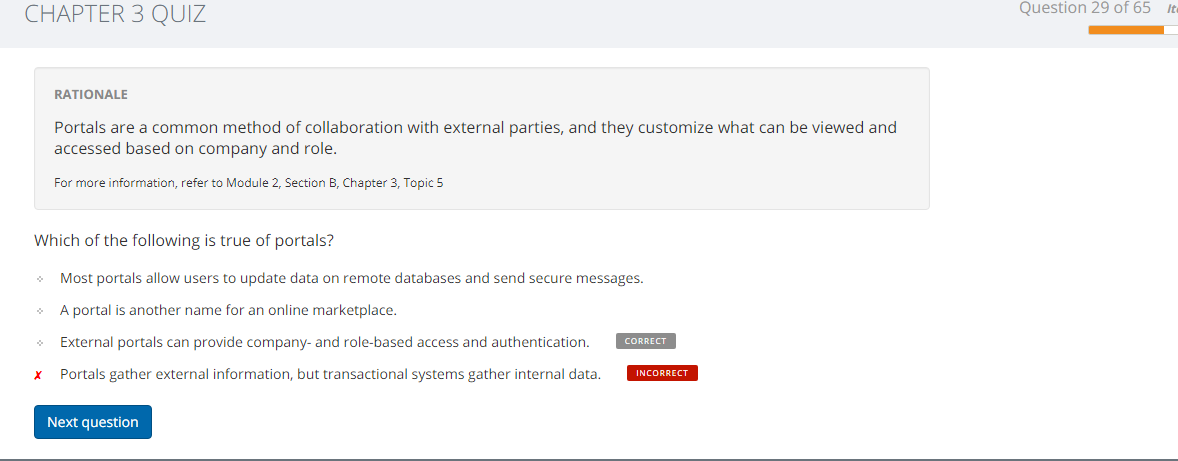 CHAPTER 3 QUIZ
Question 29 of 65
RATIONALE
Portals are a common method of collaboration with external parties, and they customize what can be viewed and
accessed based on company and role.
For more information, refer to Module 2, Section B, Chapter 3, Topic 5
Which of the following is true of portals?
Most portals allow users to update data on remote databases and send secure messages.
A portal is another name for an online marketplace.
External portals can provide company- and role-based access and authentication. CORRECT
✗ Portals gather external information, but transactional systems gather internal data. INCORRECT
Next question